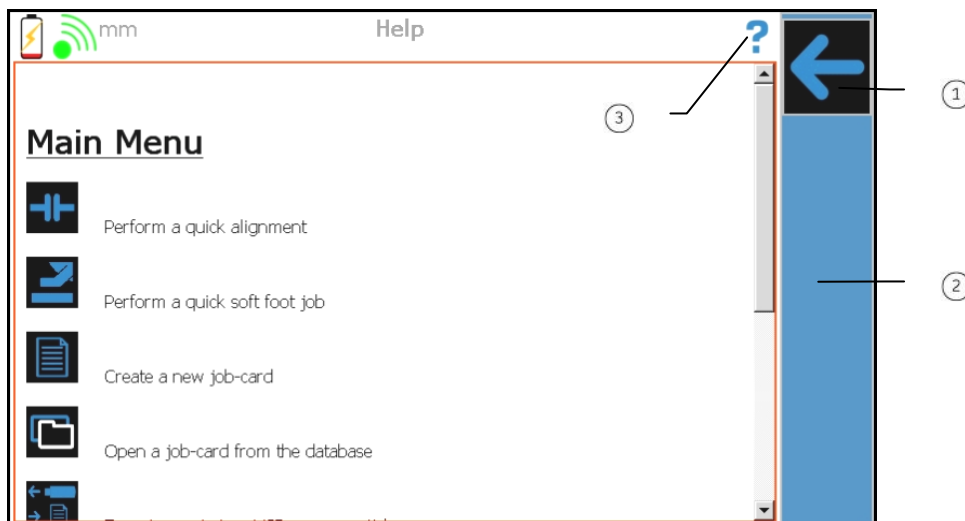 mm
Help
?
1
3
Main Menu
Perform a quick alignment
Perform a quick soft foot job
2
Create a new job-card
Open a job-card from the database